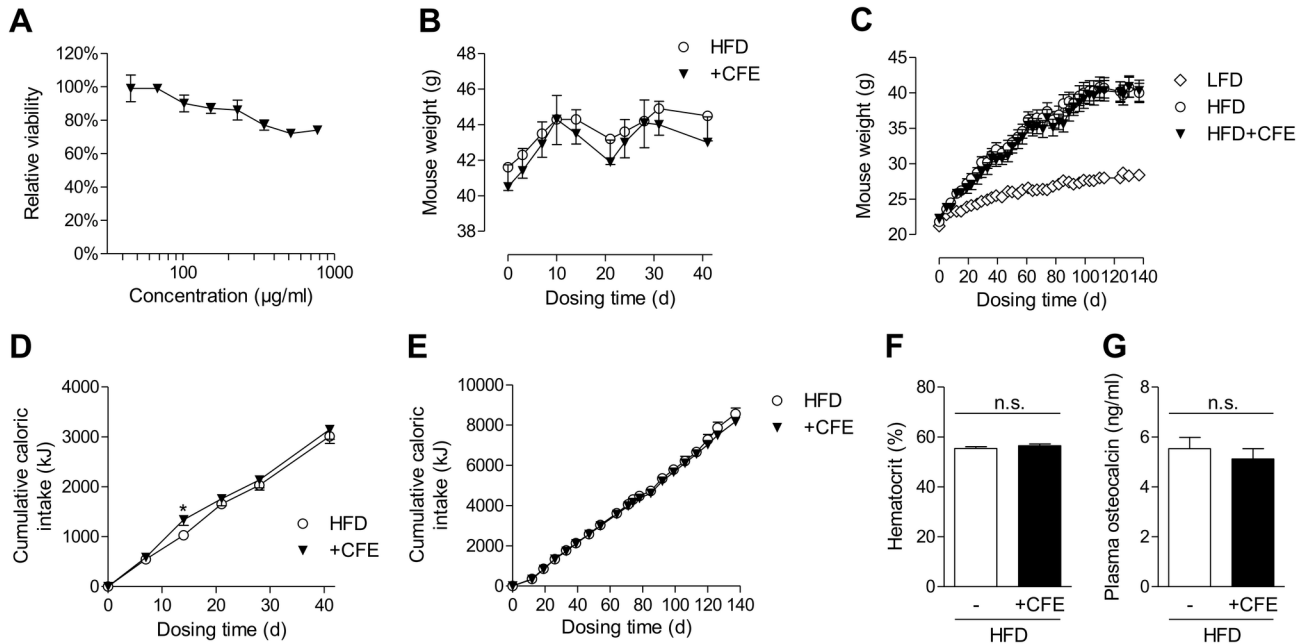 A
120%
100%
80%
60%
40%
20%
0%
Relative viability
100
1000
Concentration (µg/ml)
B
HFD
+CFE
46
44
42
40
38
Mouse weight (g)
0
10
20
30
40
Dosing time (d)
C
45
40
35
30
25
20
Mouse weight (g)
LFD
HFD
HFD+CFE
0
20
40
60
80
100
120
140
Dosing time (d)
D
4000
3000
2000
1000
0
Cumulative caloric
intake (kJ)
*
HFD
+CFE
0
10
20
30
40
Dosing time (d)
E
10000
8000
6000
4000
2000
0
Cumulative caloric
intake (kJ)
HFD
+CFE
0
20
40
60
80
100
120
140
Dosing time (d)
F
80
60
40
20
0
Hematocrit (%)
n.s.
-
+CFE
HFD
G
8
6
4
2
0
Plasma osteocalcin (ng/ml)
n.s.
-
+CFE
HFD